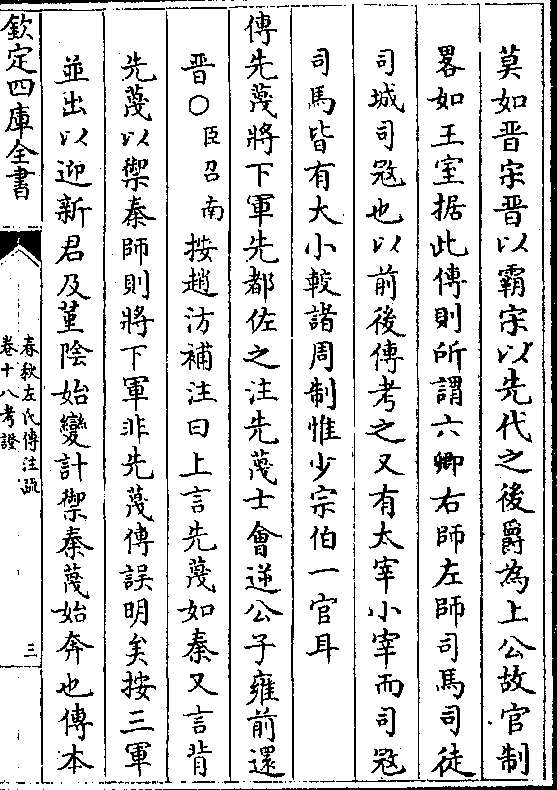 莫如晋宋晋以霸宋以先代之後爵為上公故官制
畧如王室据此傳則所謂六卿右師左師司馬司徒
司城司宼也以前後傳考之又有太宰小宰而司宼
司馬皆有大小較諸周制惟少宗伯一官耳
傳先蔑將下軍先都佐之注先蔑士會逆公子雍前還
晋○臣召南按趙汸補注曰上言先蔑如秦又言背
先蔑以禦秦師則將下軍非先蔑傳誤明矣按三軍
並出以迎新君及堇陰始變計禦秦蔑始奔也傳本
欽定四庫全書
春秋左氏傳注疏
卷十八考證
三